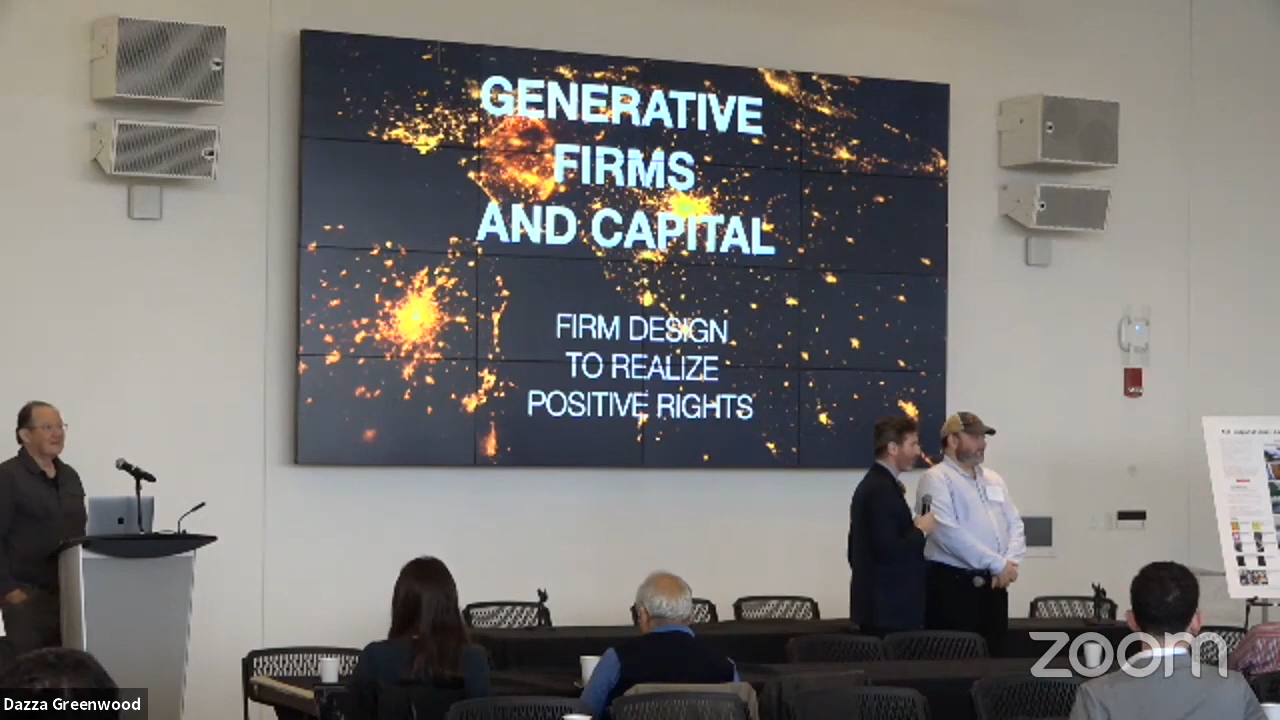 GENERATIVE
FIRMS
AND CAPITAL
FIRM DESIGN
TO REALIZE
POSITIVE RIGHTS
zoom
Dazza Greenwood